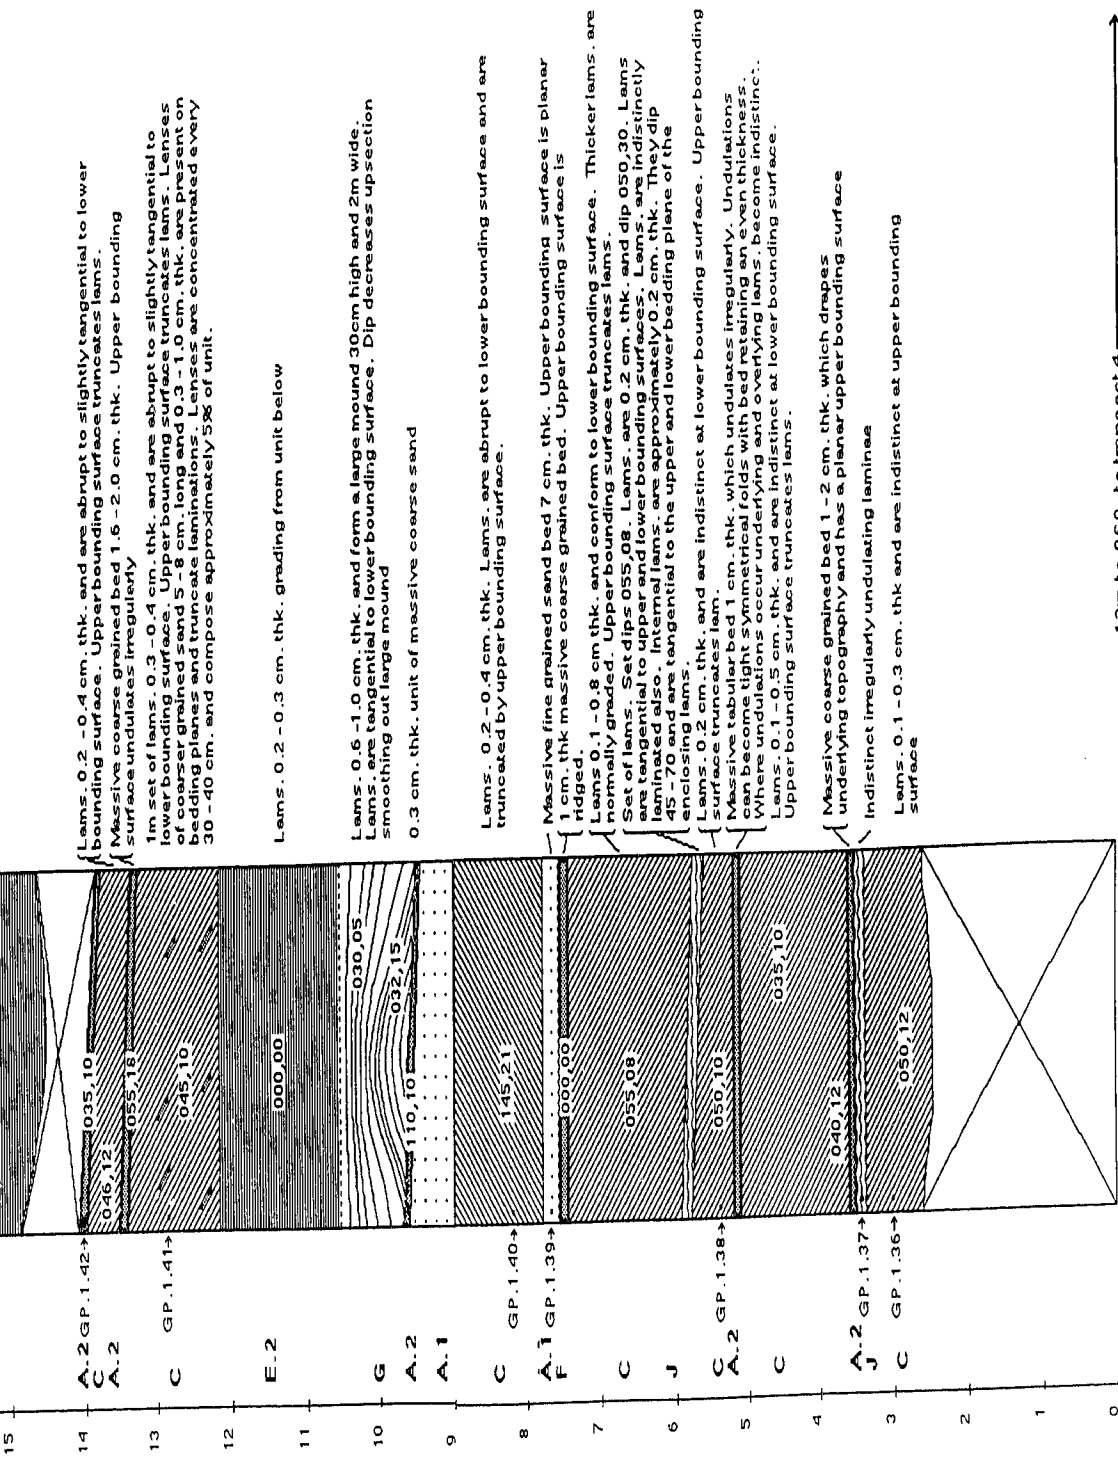 15
14
13
12
11
10
9
8
7
6
5
4
3
2
1
0
A.2
C
A.2
C
E.2
G
A.2
A.1
C
A.1
F
C
J
C
A.2
C
A.2
J
C
GP.1.42→
GP.1.41→
GP.1.40→
GP.1.39→
GP.1.38→
GP.1.37→
GP.1.36→
035,10
046,12
055,18
045,10
000,00
030,05
032,15
110,10
145,21
000,00
055,08
050,10
035,10
040,12
050,12
Lams. 0.2 - 0.4 cm. thk. and are abrupt to slightly tangential to lower
bounding surface. Upper bounding surface truncates lams.
Massive coarse grained bed 1.6 - 2.0 cm. thk. Upper bounding
surface undulates irregularly
1m set of lams. 0.3 - 0.4 cm. thk. and are abrupt to slightly tangential to
lower bounding surface. Upper bounding surface truncates lams. Lenses
of coarser grained sand 5 - 8 cm. long and 0.3 - 1.0 cm. thk. are present on
bedding planes and truncate laminations. Lenses are concentrated every
30 - 40 cm. and compose approximately 5% of unit.
Lams. 0.2 - 0.3 cm. thk. grading from unit below
Lams. 0.6 - 1.0 cm. thk. and form a large mound around 30cm high and 2m wide.
Lams. are tangential to lower bounding surface. Dip decreases upsection
smoothing out large mound
0.3 cm. thk. unit of massive coarse sand
Lams. 0.2 - 0.4 cm. thk. Lams. are abrupt to lower bounding surface and are
truncated by upper bounding surface.
Massive fine grained sand bed 7 cm. thk. Upper bounding surface is planar
1 cm. thk massive coarse grained bed. Upper bounding surface is
ridged.
Lams 0.1 - 0.8 cm thk. and conform to lower bounding surface. Thicker lams. are
normally graded. Upper bounding surface truncates lams.
Set of lams. Set dips 055,08. Lams. are 0.2 cm. thk. and dip 050,30. Lams
are tangential to upper and lower bounding surfaces. Lams. are indistinctly
laminated also. Internal lams. are approximately 0.2 cm. thk. They dip
45 - 70 and are tangential to the upper and lower bedding plane of the
enclosing lams.
Lams. 0.2 cm. thk. and are indistinct at lower bounding surface. Upper bounding
surface truncates lam.
Massive tabular bed 1 cm. thk. which undulates irregularly. Undulations
can become tight symmetrical folds with bed retaining an even thickness.
Where undulations occur underlying and overlying lams. become indistinct.
Lams. 0.1 - 0.5 cm. thk. and are indistinct at lower bounding surface.
Upper bounding surface truncates lams.
Massive coarse grained bed 1 - 2 cm. thk. which drapes
underlying topography and has a planar upper bounding surface
Indistinct irregularly undulating laminae
Lams. 0.1 - 0.3 cm. thk and are indistinct at upper bounding
surface